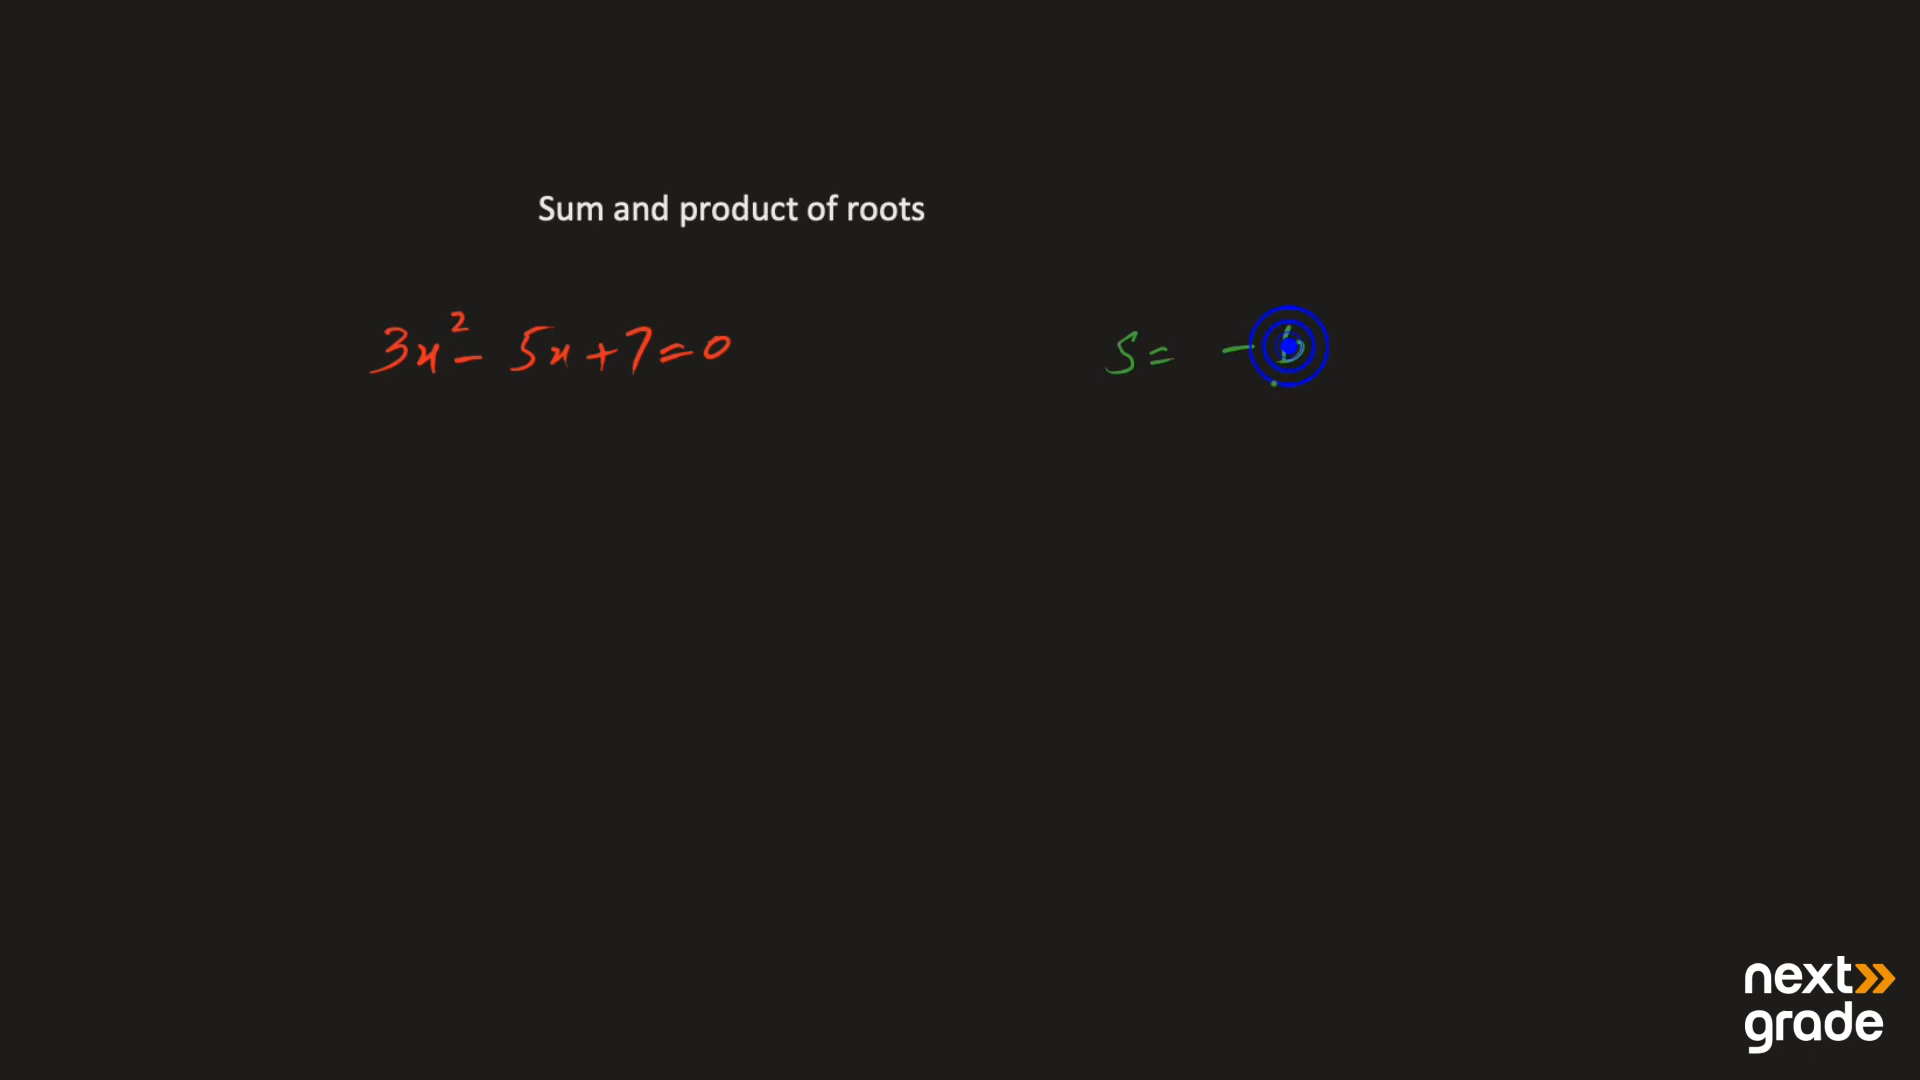 Sum and product of roots
3x² - 5x + 7 = 0
S = - b
next
grade